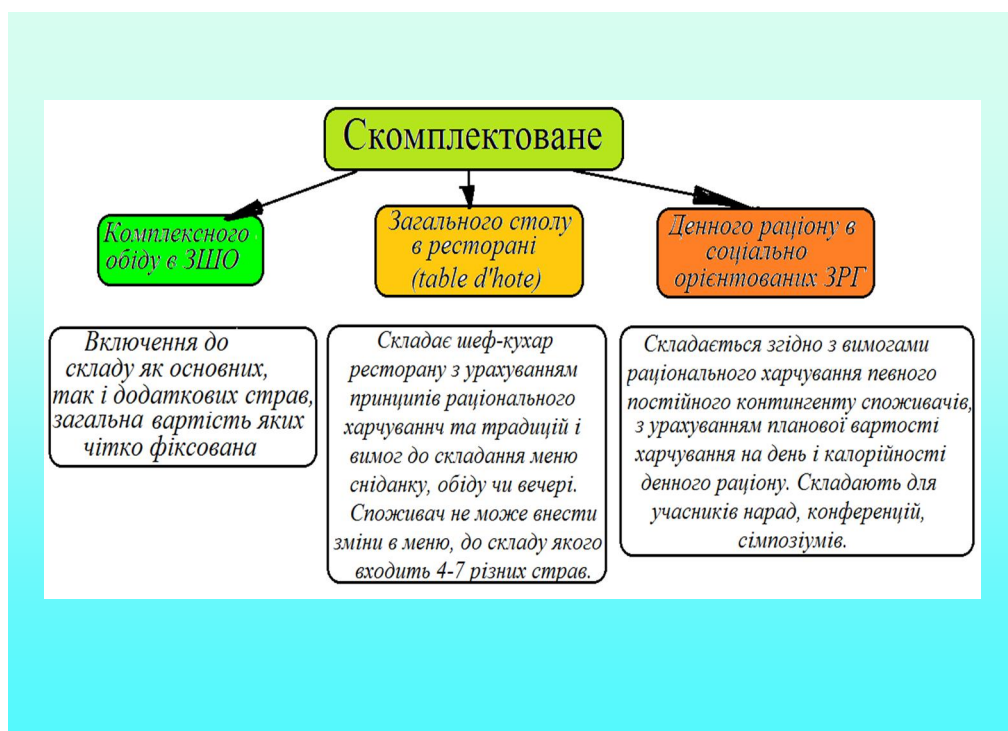 Скомплектоване
Комплексного
обіду в ЗШО
Загального столу
в ресторані
(table d'hote)
Денного раціону в
соціально
орієнтованих ЗРГ
Включення до
складу як основних,
так і додаткових страв,
загальна вартість яких
чітко фіксована
Складає шеф-кухар
ресторану з урахуванням
принципів раціонального
харчуваннч та традицій і
вимог до складання меню
сніданку, обіду чи вечері.
Споживач не може внести
зміни в меню, до складу якого
входить 4-7 різних страв.
Складається згідно з вимогами
раціонального харчування певного
постійного контингенту споживачів,
з урахуванням планової вартості
харчування на день і калорійності
денного раціону. Складають для
учасників нарад, конференцій,
сімпозіумів.